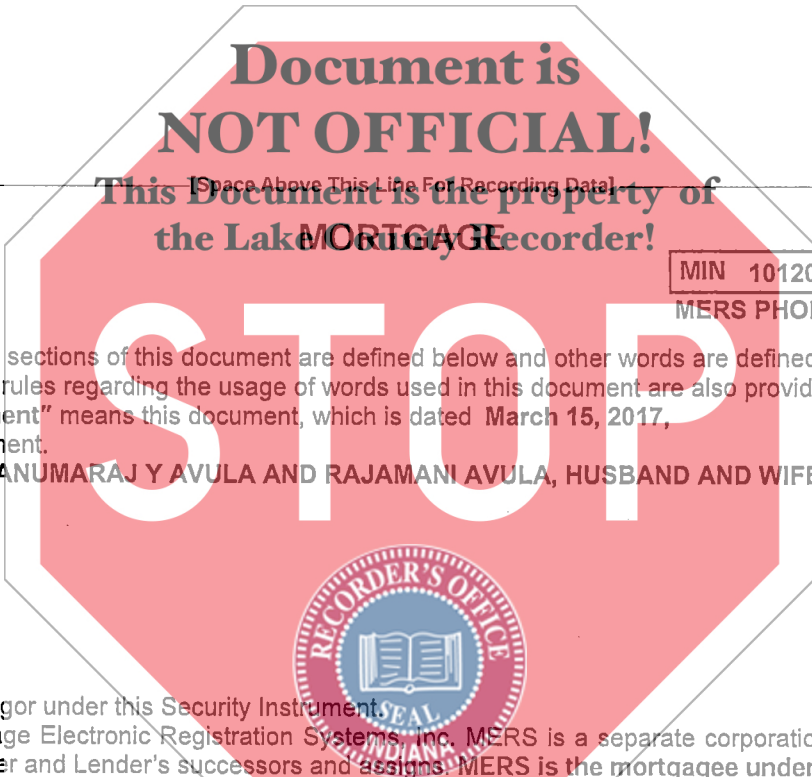 Document is
NOT OFFICIAL!
[Space Above This Line For Recording Data]
This Document is the property of
MORTGAGE
the Lake County Recorder!
MIN 10120
MERS PHO
STOP
sections of this document are defined below and other words are defined
rules regarding the usage of words used in this document are also provid
ent” means this document, which is dated March 15, 2017,
ent.
ANUMARAJ Y AVULA AND RAJAMANI AVULA, HUSBAND AND WIFE
RECORDER'S OFFICE
SEAL
INDIANA
gor under this Security Instrument.
ge Electronic Registration Systems, Inc. MERS is a separate corporatio
er and Lender's successors and assigns. MERS is the mortgagee under